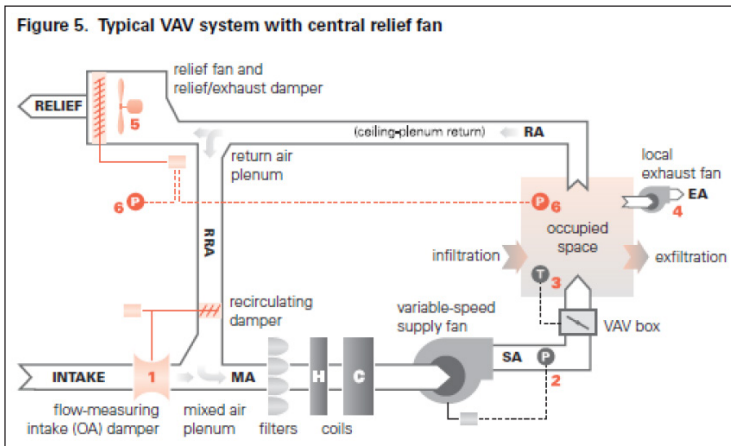 Figure 5. Typical VAV system with central relief fan
relief fan and
relief/exhaust damper
RELIEF
5
(ceiling-plenum return)
RA
return air
plenum
local
exhaust fan
EA
4
6 P
P 6
occupied
space
RRA
infiltration
exfiltration
T
3
recirculating
damper
variable-speed
supply fan
VAV box
INTAKE
1
MA
H
C
SA
P
2
flow-measuring
intake (OA) damper
mixed air
plenum
filters
coils